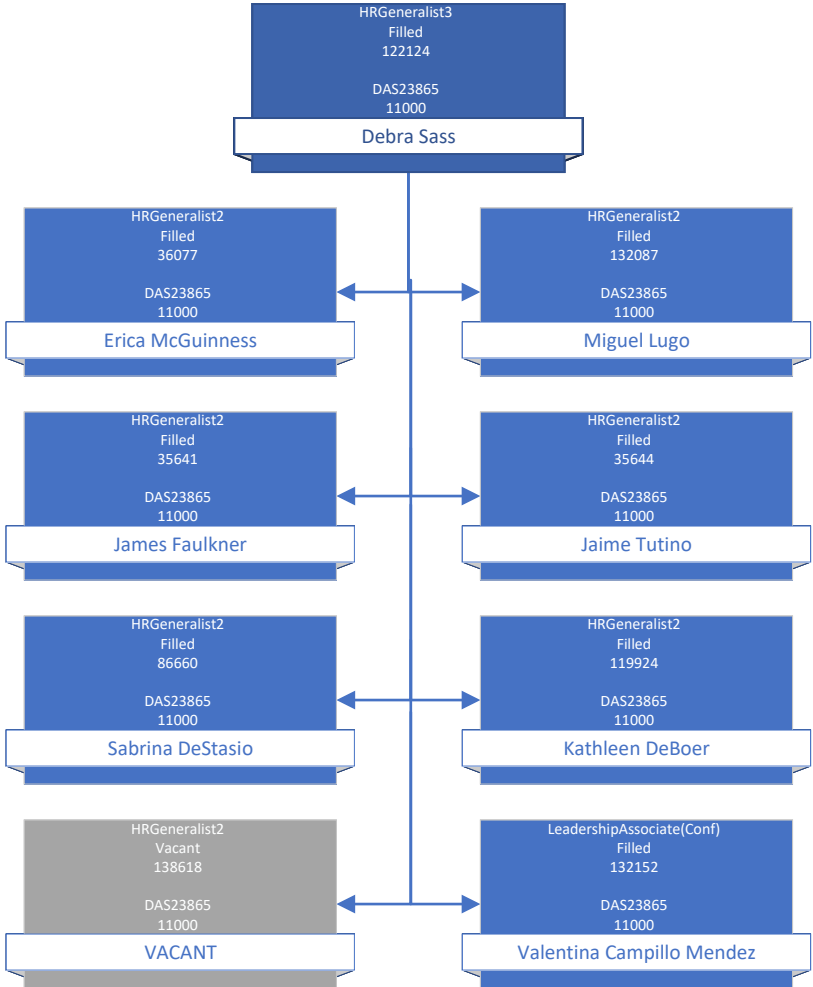 HRGeneralist3
Filled
122124
DAS23865
11000
Debra Sass
HRGeneralist2
Filled
36077
DAS23865
11000
Erica McGuinness
HRGeneralist2
Filled
132087
DAS23865
11000
Miguel Lugo
HRGeneralist2
Filled
35641
DAS23865
11000
James Faulkner
HRGeneralist2
Filled
35644
DAS23865
11000
Jaime Tutino
HRGeneralist2
Filled
86660
DAS23865
11000
Sabrina DeStasio
HRGeneralist2
Filled
119924
DAS23865
11000
Kathleen DeBoer
HRGeneralist2
Vacant
138618
DAS23865
11000
VACANT
LeadershipAssociate(Conf)
Filled
132152
DAS23865
11000
Valentina Campillo Mendez